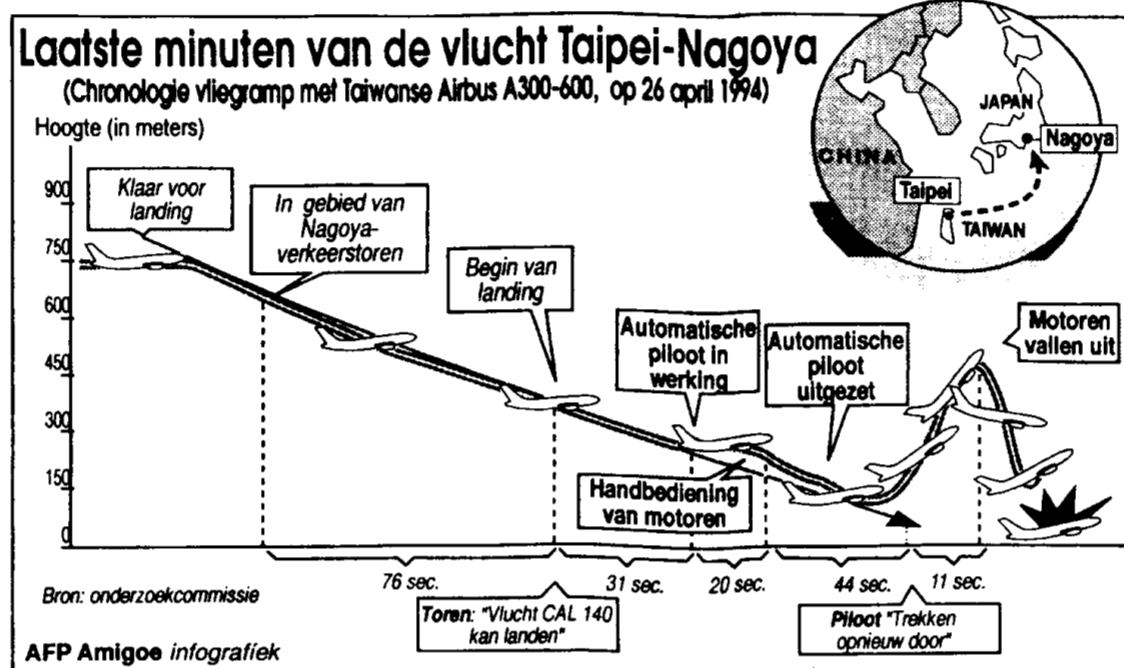 Laatste minuten van de vlucht Taipei-Nagoya
(Chronologie vliegramp met Taiwanse Airbus A300-600, op 26 april 1994)
Hoogte (in meters)
900
750
600
450
300
150
0
Klaar voor
landing
In gebied van
Nagoya-
verkeerstoren
Begin van
landing
Automatische
piloot in
werking
Automatische
piloot
uitgezet
Motoren
vallen uit
Handbediening
van motoren
JAPAN
Nagoya
CHINA
Taipei
TAIWAN
76 sec.
31 sec.
20 sec.
44 sec.
11 sec.
Toren: "Vlucht CAL 140
kan landen"
Piloot "Trekken
opnieuw door"
Bron: onderzoekcommissie
AFP Amigoe infografiek